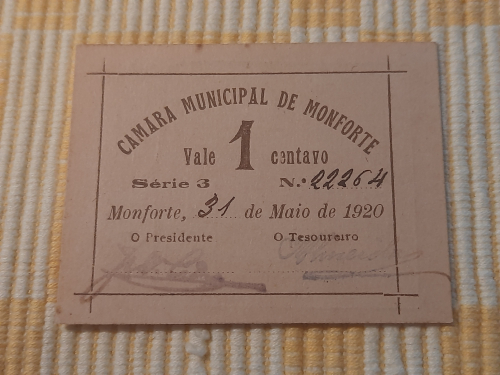 CAMARA MUNICIPAL DE MONFORTE
Vale 1 centavo
Série 3 N.º 22264
Monforte, 31 de Maio de 1920
O Presidente O Tesoureiro